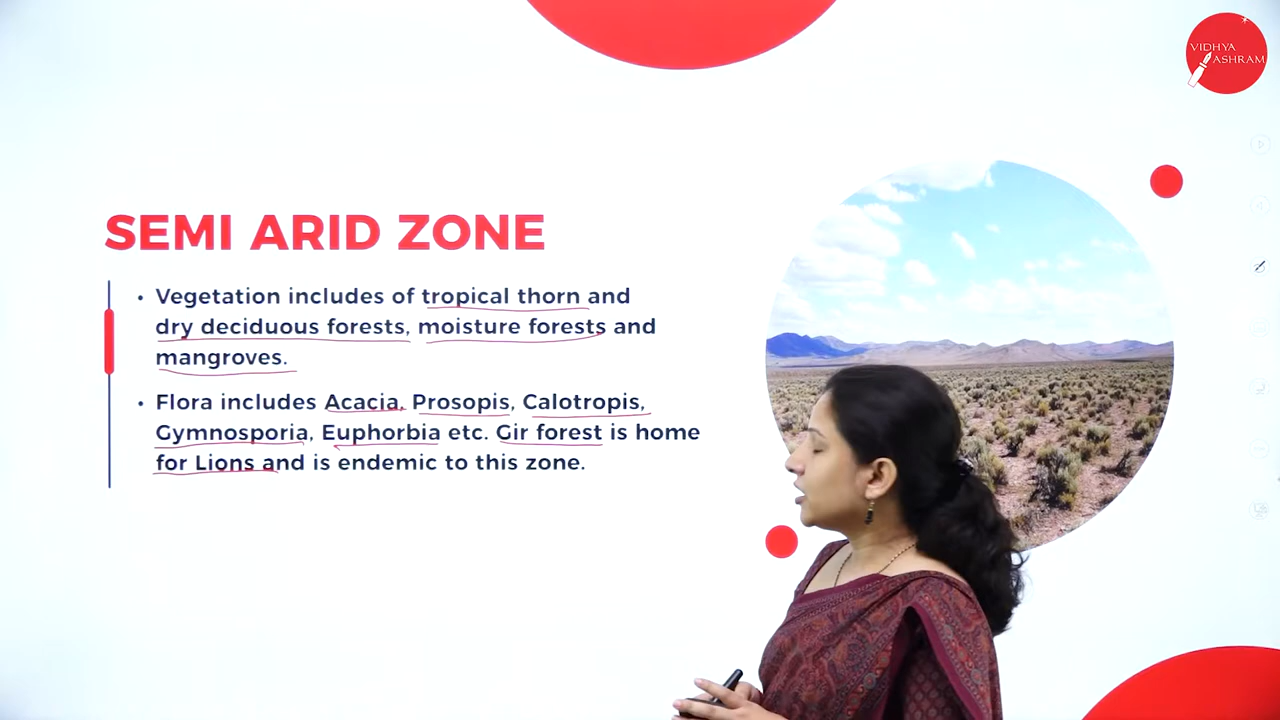 VIDHYA
ASHRAM
SEMI ARID ZONE
• Vegetation includes of tropical thorn and
dry deciduous forests, moisture forests and
mangroves.
• Flora includes Acacia, Prosopis, Calotropis,
Gymnosporia, Euphorbia etc. Gir forest is home
for Lions and is endemic to this zone.